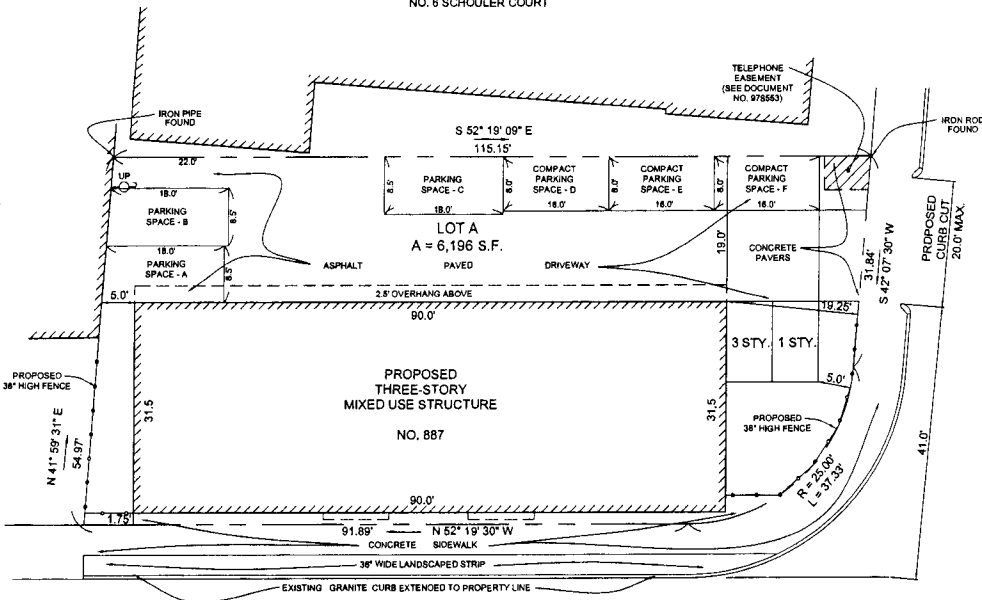 NO. 6 SCHOULER COURT
TELEPHONE
EASEMENT
(SEE DOCUMENT
NO. 978553)
IRON PIPE
FOUND
IRON ROD
FOUND
S 52° 19' 09" E
115.15'
22.0'
UP
18.0'
PARKING
SPACE - B
8.5'
18.0'
PARKING
SPACE - A
8.5'
8.5'
PARKING
SPACE - C
18.0'
8.0'
COMPACT
PARKING
SPACE - D
16.0'
8.0'
COMPACT
PARKING
SPACE - E
16.0'
8.0'
COMPACT
PARKING
SPACE - F
16.0'
LOT A
A = 6,196 S.F.
ASPHALT PAVED DRIVEWAY
19.0'
CONCRETE
PAVERS
31.84'
S 42° 07' 30" W
PROPOSED
CURB CUT
20.0' MAX.
5.0'
2.5' OVERHANG ABOVE
90.0'
19.25'
3 STY.
1 STY.
5.0'
PROPOSED
36" HIGH FENCE
N 41° 59' 31" E
54.97'
31.5
PROPOSED
THREE-STORY
MIXED USE STRUCTURE
NO. 887
31.5
PROPOSED
36" HIGH FENCE
R = 25.00'
L = 37.33'
41.0'
90.0'
1.75'
91.89'
N 52° 19' 30" W
CONCRETE SIDEWALK
36" WIDE LANDSCAPED STRIP
EXISTING GRANITE CURB EXTENDED TO PROPERTY LINE